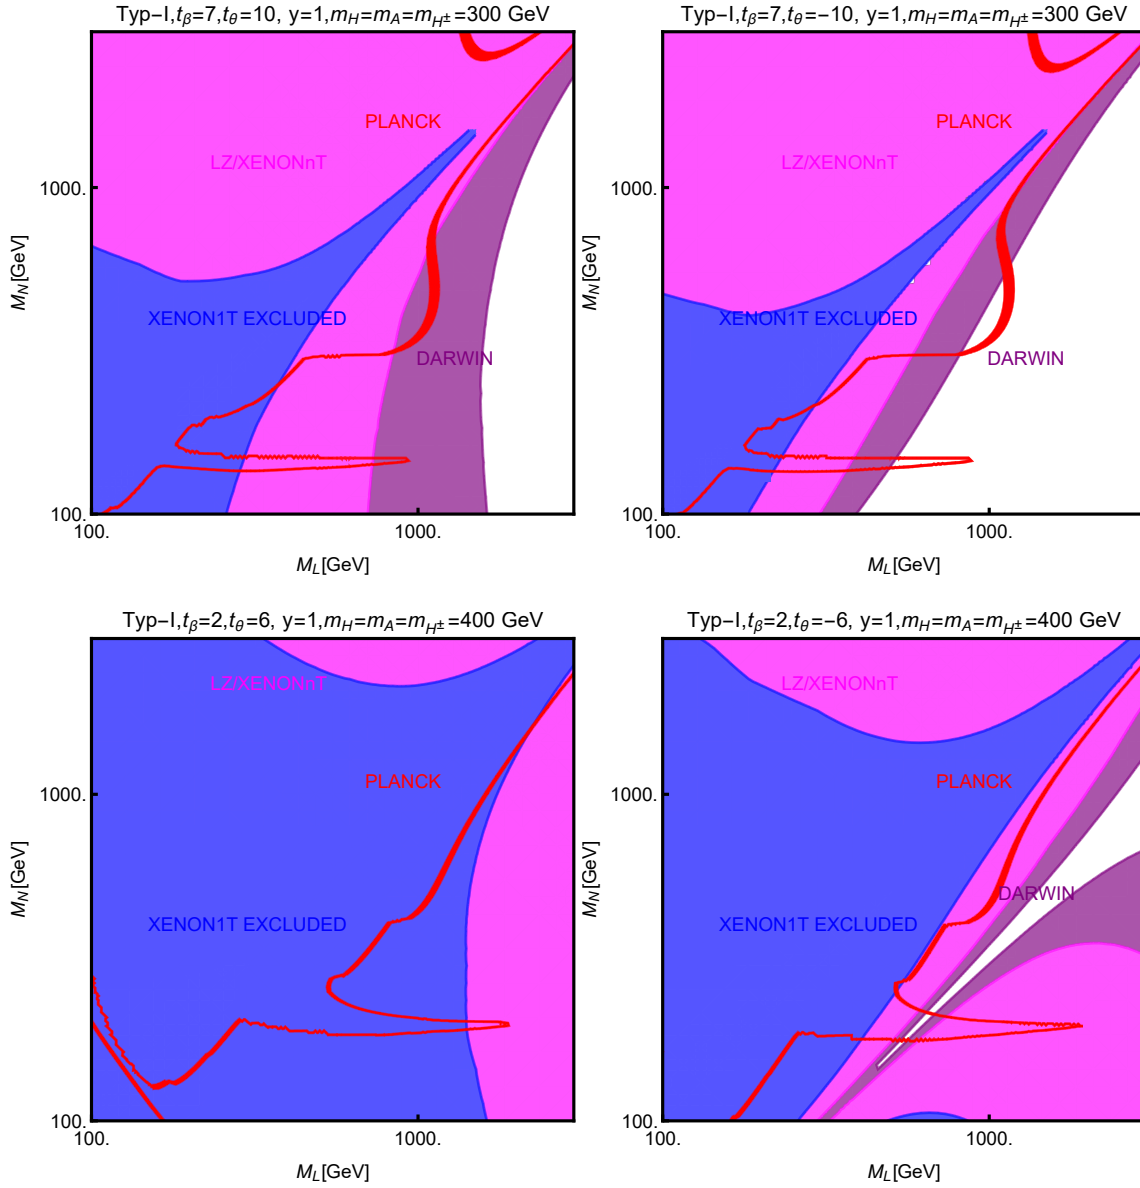 Typ−I,tβ=7,tθ=10, y=1,mH=mA=mH±=300 GeV
PLANCK
LZ/XENONnT
1000.
MN[GeV]
XENON1T EXCLUDED
DARWIN
100.
100.
1000.
ML[GeV]
Typ−I,tβ=7,tθ=−10, y=1,mH=mA=mH±=300 GeV
PLANCK
LZ/XENONnT
1000.
MN[GeV]
XENON1T EXCLUDED
DARWIN
100.
100.
1000.
ML[GeV]
Typ−I,tβ=2,tθ=6, y=1,mH=mA=mH±=400 GeV
LZ/XENONnT
PLANCK
1000.
MN[GeV]
XENON1T EXCLUDED
100.
100.
1000.
ML[GeV]
Typ−I,tβ=2,tθ=−6, y=1,mH=mA=mH±=400 GeV
LZ/XENONnT
PLANCK
1000.
MN[GeV]
DARWIN
XENON1T EXCLUDED
100.
100.
1000.
ML[GeV]